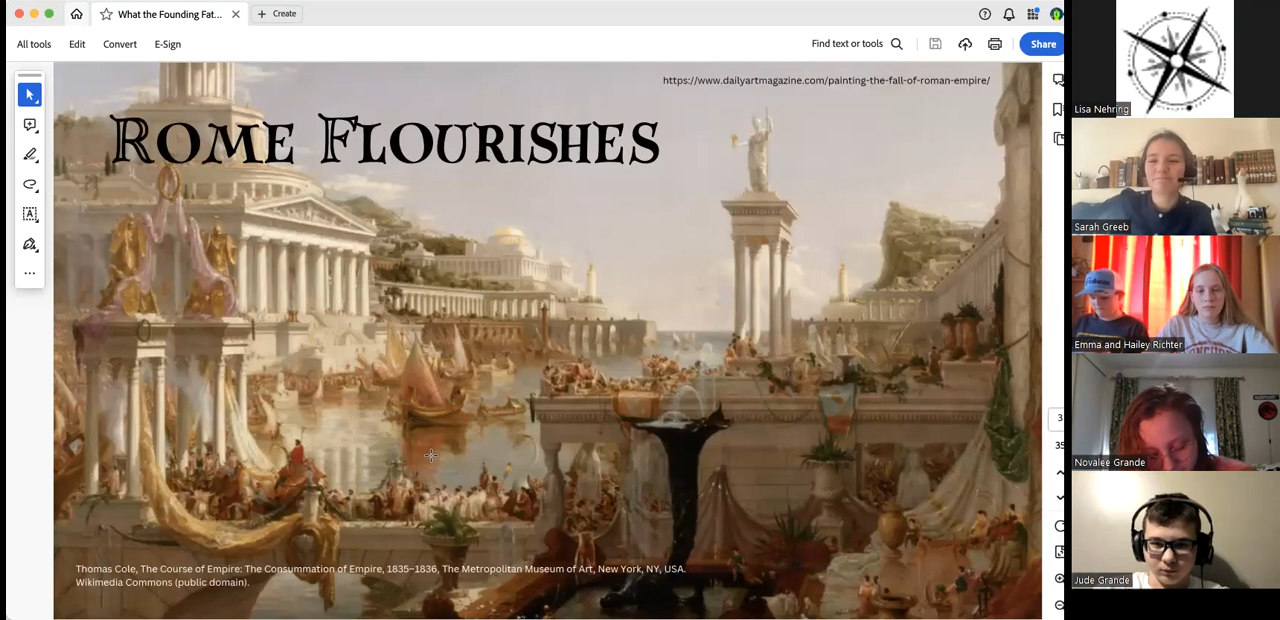 What the Founding Fat...
Create
All tools
Edit
Convert
E-Sign
Find text or tools
Share
https://www.dailyartmagazine.com/painting-the-fall-of-roman-empire/
Rome Flourishes
Thomas Cole, The Course of Empire: The Consummation of Empire, 1835–1836, The Metropolitan Museum of Art, New York, NY, USA.
Wikimedia Commons (public domain).
3
35
Lisa Nehring
Sarah Greeb
Emma and Hailey Richter
Novalee Grande
Jude Grande